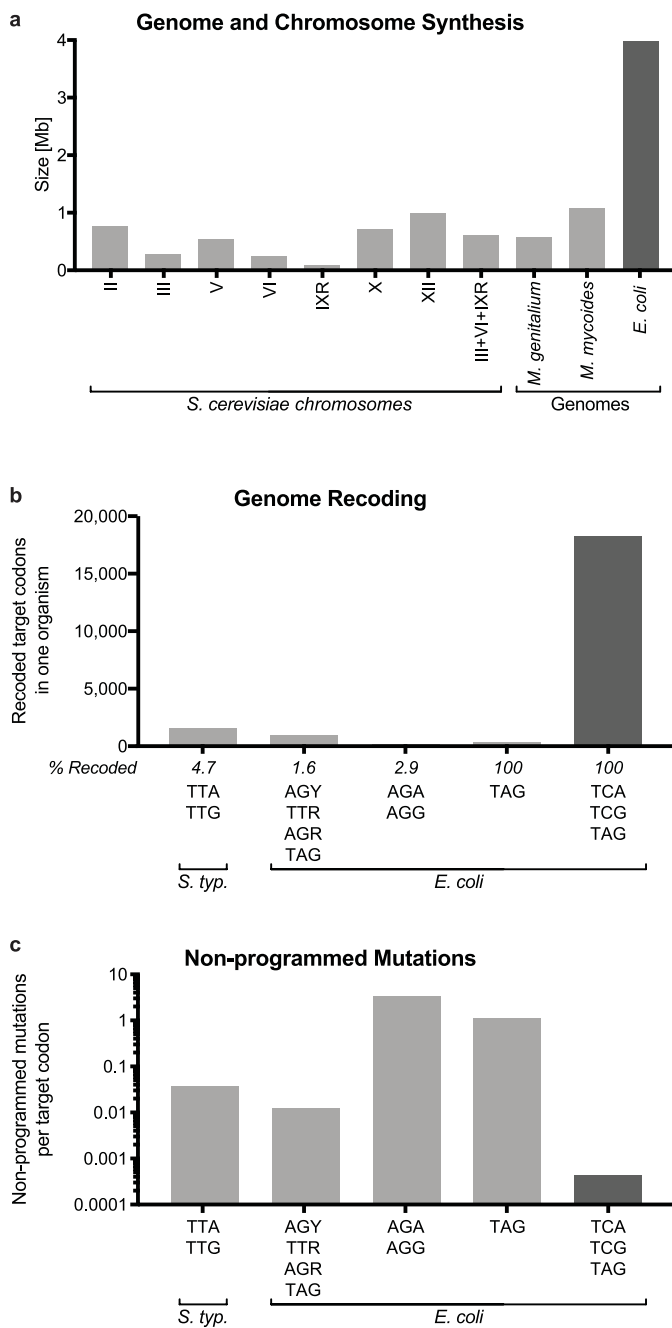 a
Genome and Chromosome Synthesis
Size [Mb]
4
3
2
1
0
II
III
V
VI
IXR
X
XII
III+VI+IXR
M. genitalium
M. mycoides
E. coli
S. cerevisiae chromosomes
Genomes
b
Genome Recoding
Recoded target codons
in one organism
20,000
15,000
10,000
5,000
0
% Recoded 4.7 1.6 2.9 100 100
TTA AGY AGA TAG TCA
TTG TTR AGG TCG
AGR TAG
TAG
S. typ. E. coli
c
Non-programmed Mutations
Non-programmed mutations
per target codon
10
1
0.1
0.01
0.001
0.0001
TTA AGY AGA TAG TCA
TTG TTR AGG TCG
AGR TAG
TAG
S. typ. E. coli